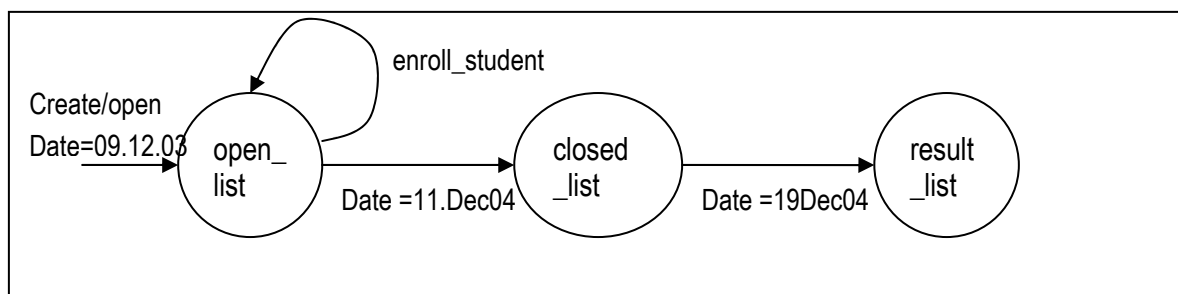 enroll_student
Create/open
Date=09.12.03
open_
list
Date =11.Dec04
closed
_list
Date =19Dec04
result
_list